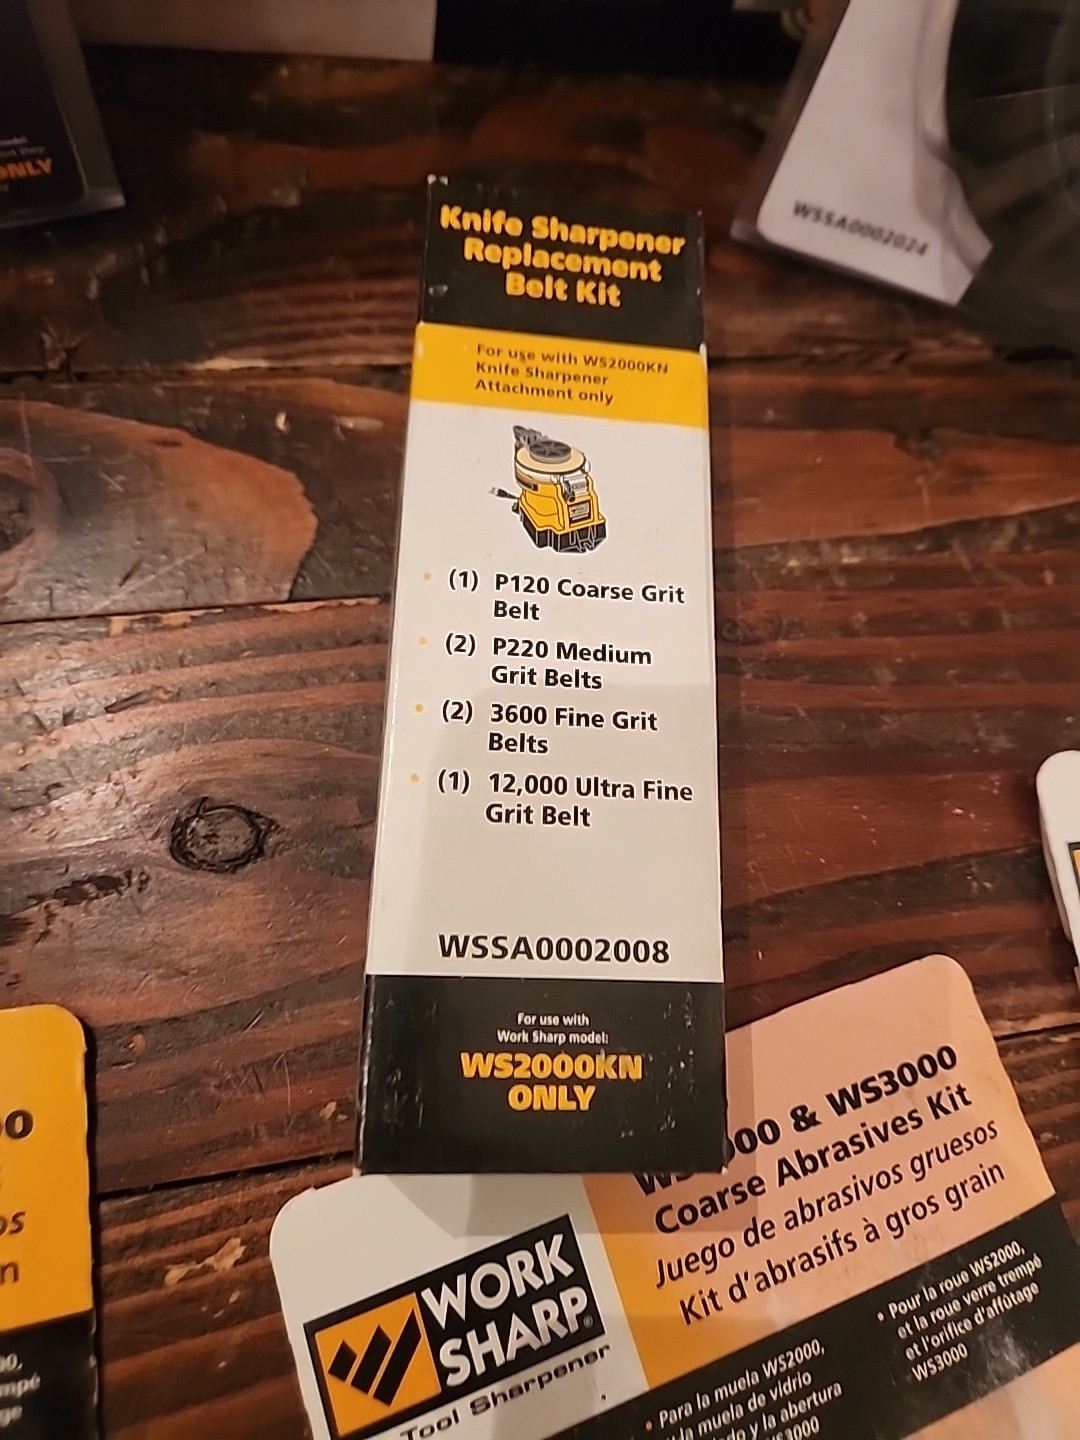 ONLY
WSSA0002024
Knife Sharpener
Replacement
Belt Kit
For use with WS2000KN
Knife Sharpener
Attachment only
• (1) P120 Coarse Grit
Belt
• (2) P220 Medium
Grit Belts
• (2) 3600 Fine Grit
Belts
• (1) 12,000 Ultra Fine
Grit Belt
WSSA0002008
For use with
Work Sharp model:
WS2000KN
ONLY
& WS3000
Coarse Abrasives Kit
Juego de abrasivos gruesos
Kit d'abrasifs à gros grain
WORK
SHARP®
Tool Sharpener
• Para la muela WS2000,
la muela de vidrio
y la abertura
• Pour la roue WS2000,
et la roue verre trempé
et l'orifice d'affûtage
WS3000